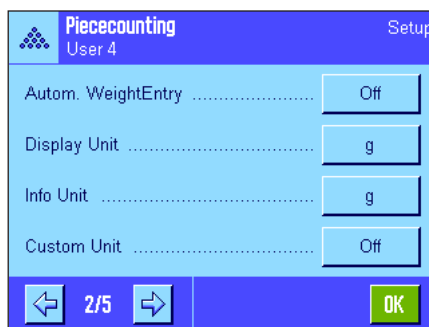 Piececounting
Setup
User 4
Autom. WeightEntry ...................... Off
Display Unit .................................. g
Info Unit ....................................... g
Custom Unit ................................. Off
2/5
OK